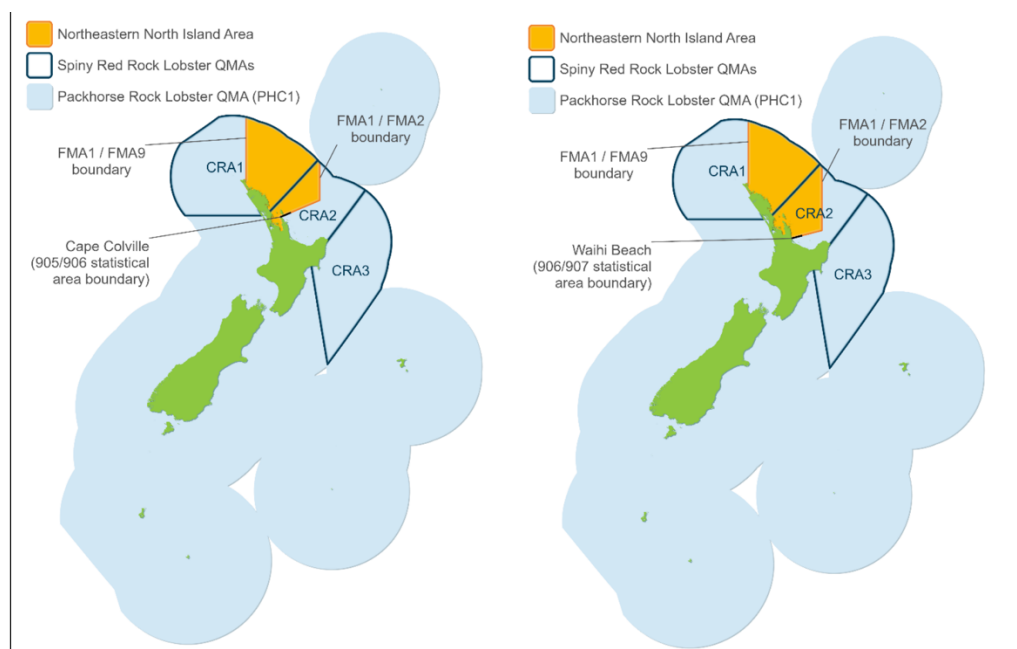 Northeastern North Island Area
Spiny Red Rock Lobster QMAs
Packhorse Rock Lobster QMA (PHC1)
FMA1 / FMA2
boundary
FMA1 / FMA9
boundary
CRA1
CRA2
Cape Colville
(905/906 statistical
area boundary)
CRA3
Northeastern North Island Area
Spiny Red Rock Lobster QMAs
Packhorse Rock Lobster QMA (PHC1)
FMA1 / FMA2
boundary
FMA1 / FMA9
boundary
CRA1
CRA2
Waihi Beach
(906/907 statistical
area boundary)
CRA3